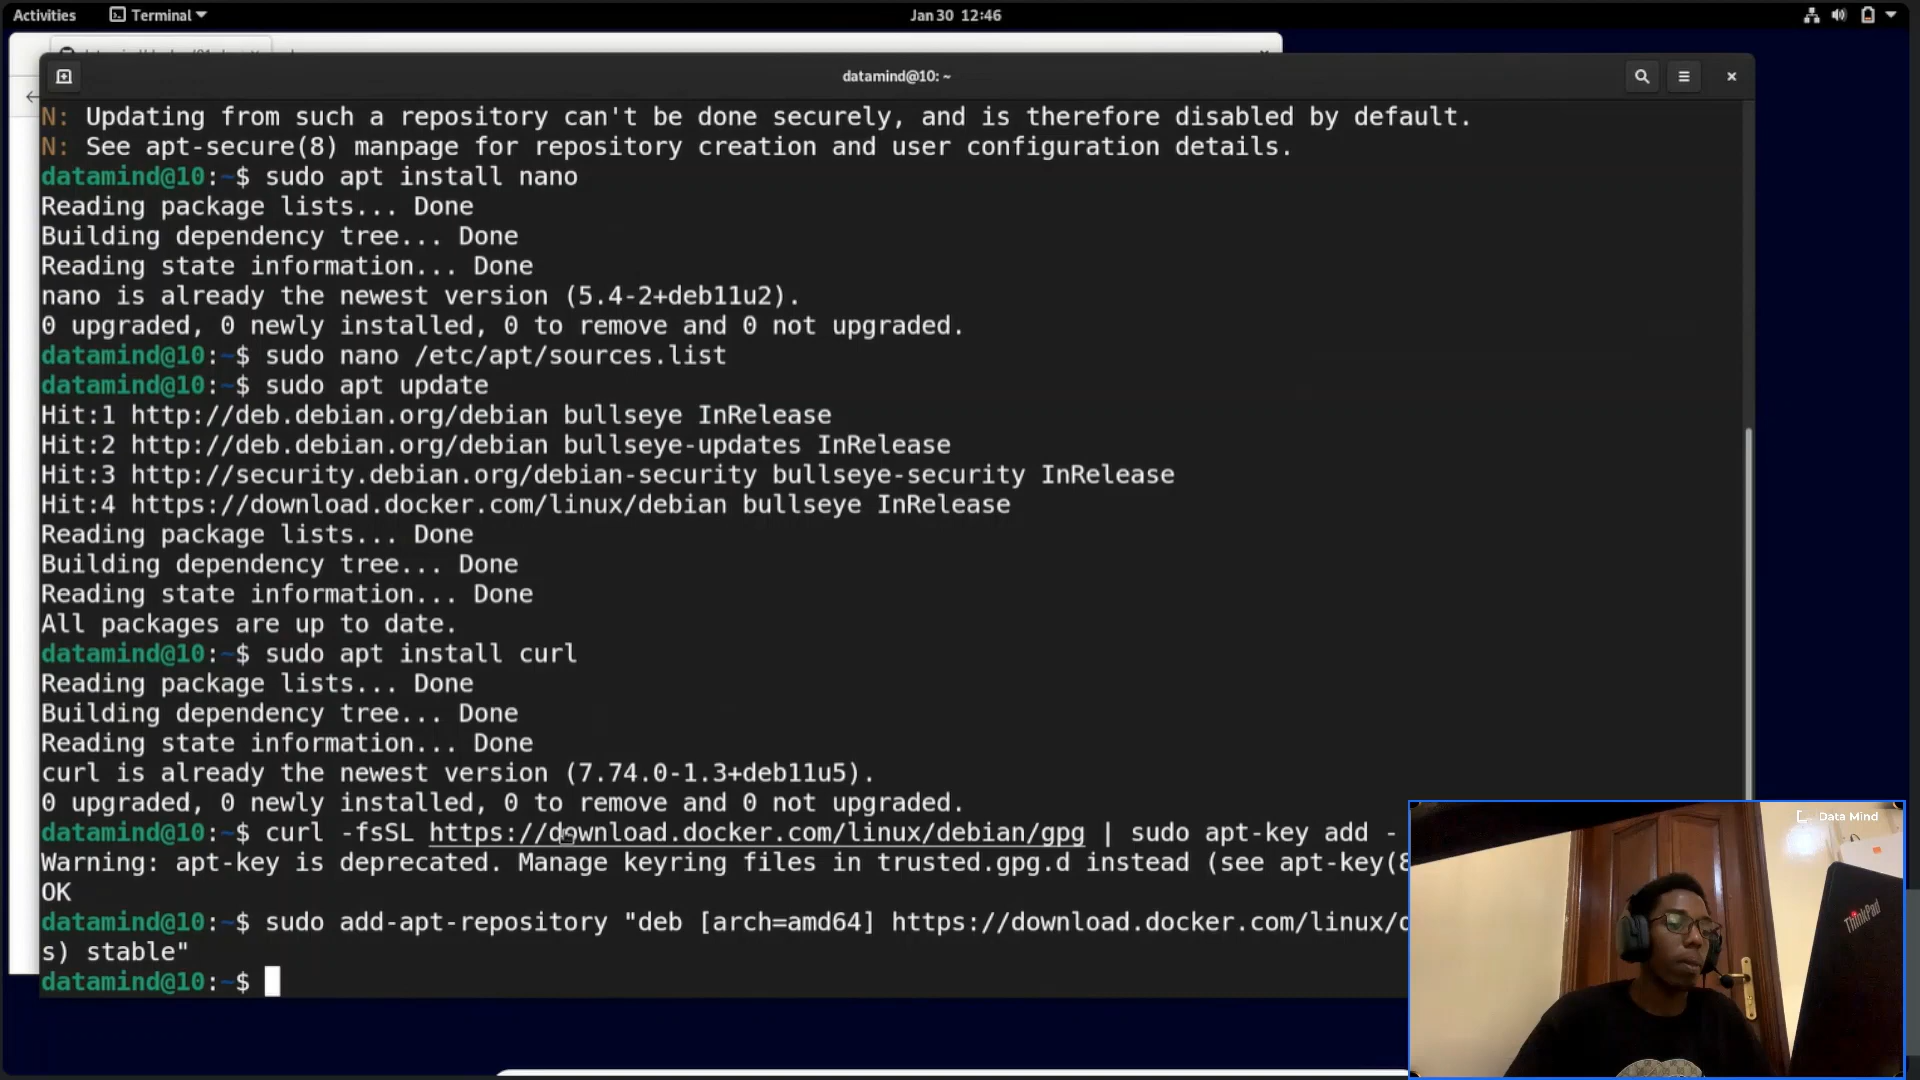 Activities Terminal Jan 30 12:46
datamind@10: ~
N: Updating from such a repository can't be done securely, and is therefore disabled by default.
N: See apt-secure(8) manpage for repository creation and user configuration details.
datamind@10:~$ sudo apt install nano
Reading package lists... Done
Building dependency tree... Done
Reading state information... Done
nano is already the newest version (5.4-2+deb11u2).
0 upgraded, 0 newly installed, 0 to remove and 0 not upgraded.
datamind@10:~$ sudo nano /etc/apt/sources.list
datamind@10:~$ sudo apt update
Hit:1 http://deb.debian.org/debian bullseye InRelease
Hit:2 http://deb.debian.org/debian bullseye-updates InRelease
Hit:3 http://security.debian.org/debian-security bullseye-security InRelease
Hit:4 https://download.docker.com/linux/debian bullseye InRelease
Reading package lists... Done
Building dependency tree... Done
Reading state information... Done
All packages are up to date.
datamind@10:~$ sudo apt install curl
Reading package lists... Done
Building dependency tree... Done
Reading state information... Done
curl is already the newest version (7.74.0-1.3+deb11u5).
0 upgraded, 0 newly installed, 0 to remove and 0 not upgraded.
datamind@10:~$ curl -fsSL https://download.docker.com/linux/debian/gpg | sudo apt-key add -
Warning: apt-key is deprecated. Manage keyring files in trusted.gpg.d instead (see apt-key(8
OK
datamind@10:~$ sudo add-apt-repository "deb [arch=amd64] https://download.docker.com/linux/d
s) stable"
datamind@10:~$
Data Mind
ThinkPad